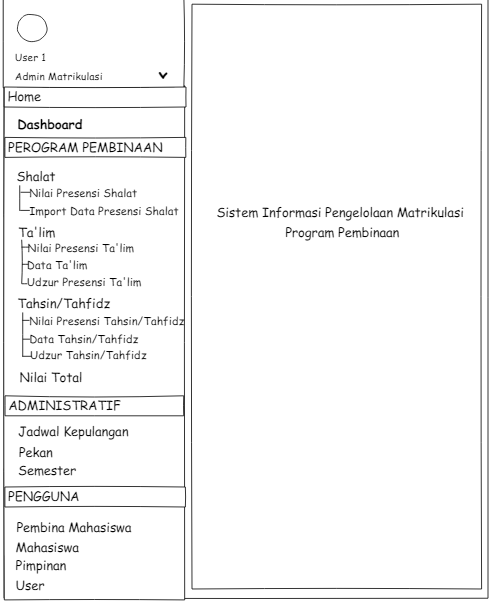 User 1
Admin Matrikulasi
Home
Dashboard
PEROGRAM PEMBINAAN
Shalat
Nilai Presensi Shalat
Import Data Presensi Shalat
Ta'lim
Nilai Presensi Ta'lim
Data Ta'lim
Udzur Presensi Ta'lim
Tahsin/Tahfidz
Nilai Presensi Tahsin/Tahfidz
Data Tahsin/Tahfidz
Udzur Tahsin/Tahfidz
Nilai Total
ADMINISTRATIF
Jadwal Kepulangan
Pekan
Semester
PENGGUNA
Pembina Mahasiswa
Mahasiswa
Pimpinan
User
Sistem Informasi Pengelolaan Matrikulasi
Program Pembinaan